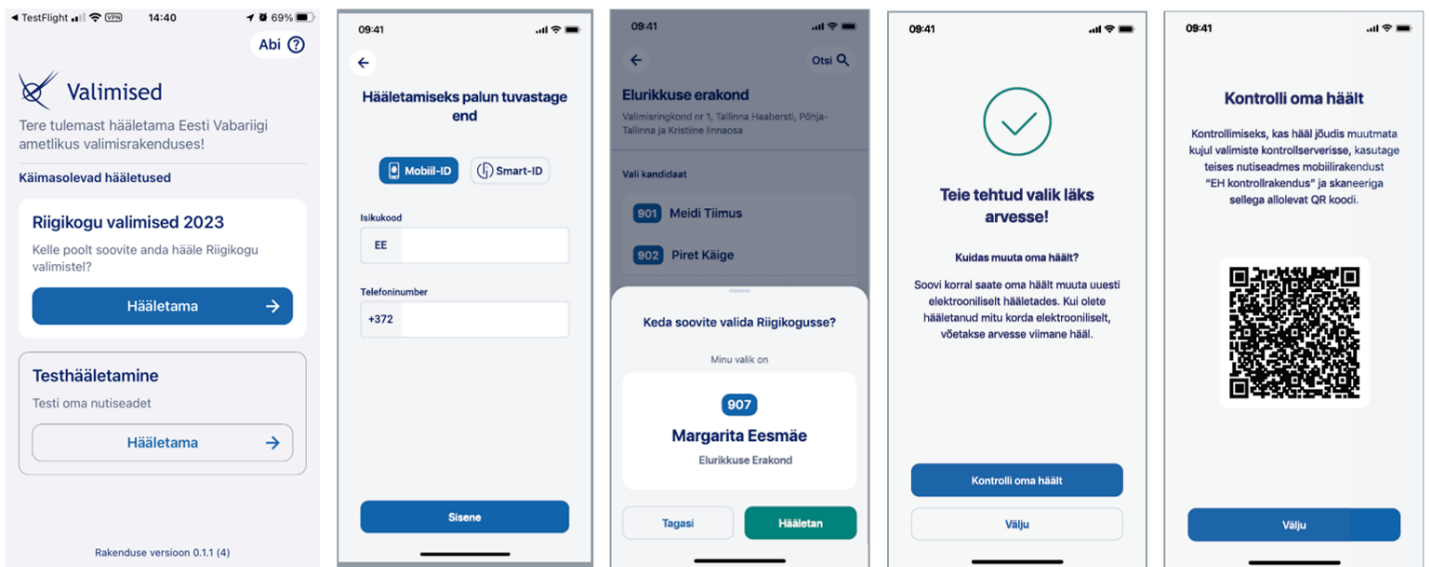 TestFlight VPN 14:40 69%
Abi
Valimised
Tere tulemast hääletama Eesti Vabariigi
ametlikus valimisrakenduses!
Käimasolevad hääletused
Riigikogu valimised 2023
Kelle poolt soovite anda hääle Riigikogu
valimistel?
Hääletama
Testhääletamine
Testi oma nutiseadet
Hääletama
Rakenduse versioon 0.1.1 (4)
09:41
Hääletamiseks palun tuvastage
end
Mobiil-ID Smart-ID
Isikukood
EE
Telefoninumber
+372
Sisene
09:41
Otsi
Elurikkuse erakond
Valimisringkond nr 1, Tallinna Haabersti, Põhja-
Tallinna ja Kristiine linnaosa
Vali kandidaat
901 Meidi Tiimus
902 Piret Käige
Keda soovite valida Riigikogusse?
Minu valik on
907
Margarita Eesmäe
Elurikkuse Erakond
Tagasi Hääletan
09:41
Teie tehtud valik läks
arvesse!
Kuidas muuta oma häält?
Soovi korral saate oma häält muuta uuesti
elektrooniliselt hääletades. Kui olete
hääletanud mitu korda elektrooniliselt,
võetakse arvesse viimane hääl.
Kontrolli oma häält
Välju
09:41
Kontrolli oma häält
Kontrollimiseks, kas hääl jõudis muutmata
kujul valimiste kontrollserverisse, kasutage
teises nutiseadmes mobiilirakendust
"EH kontrollrakendus" ja skaneeriga
sellega allolevat QR koodi.
Välju